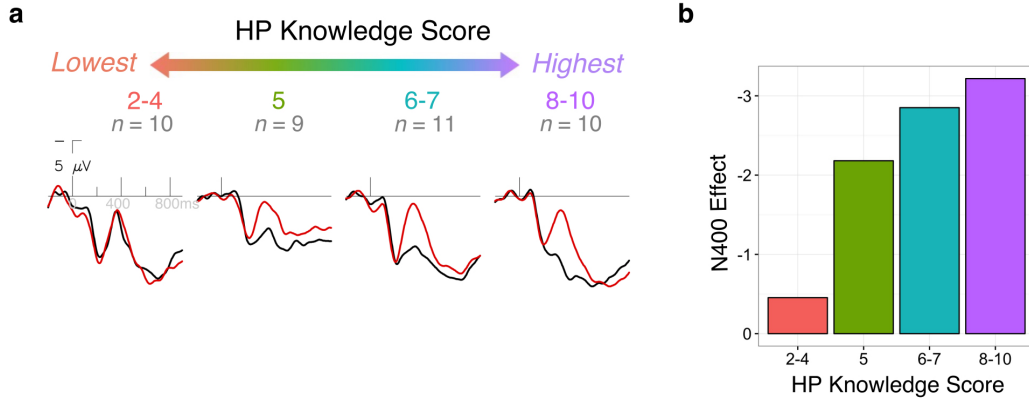 a
HP Knowledge Score
Lowest Highest
2-4 5 6-7 8-10
n = 10 n = 9 n = 11 n = 10
5 μV
0 400 800ms
b
N400 Effect
-3
-2
-1
0
2-4 5 6-7 8-10
HP Knowledge Score